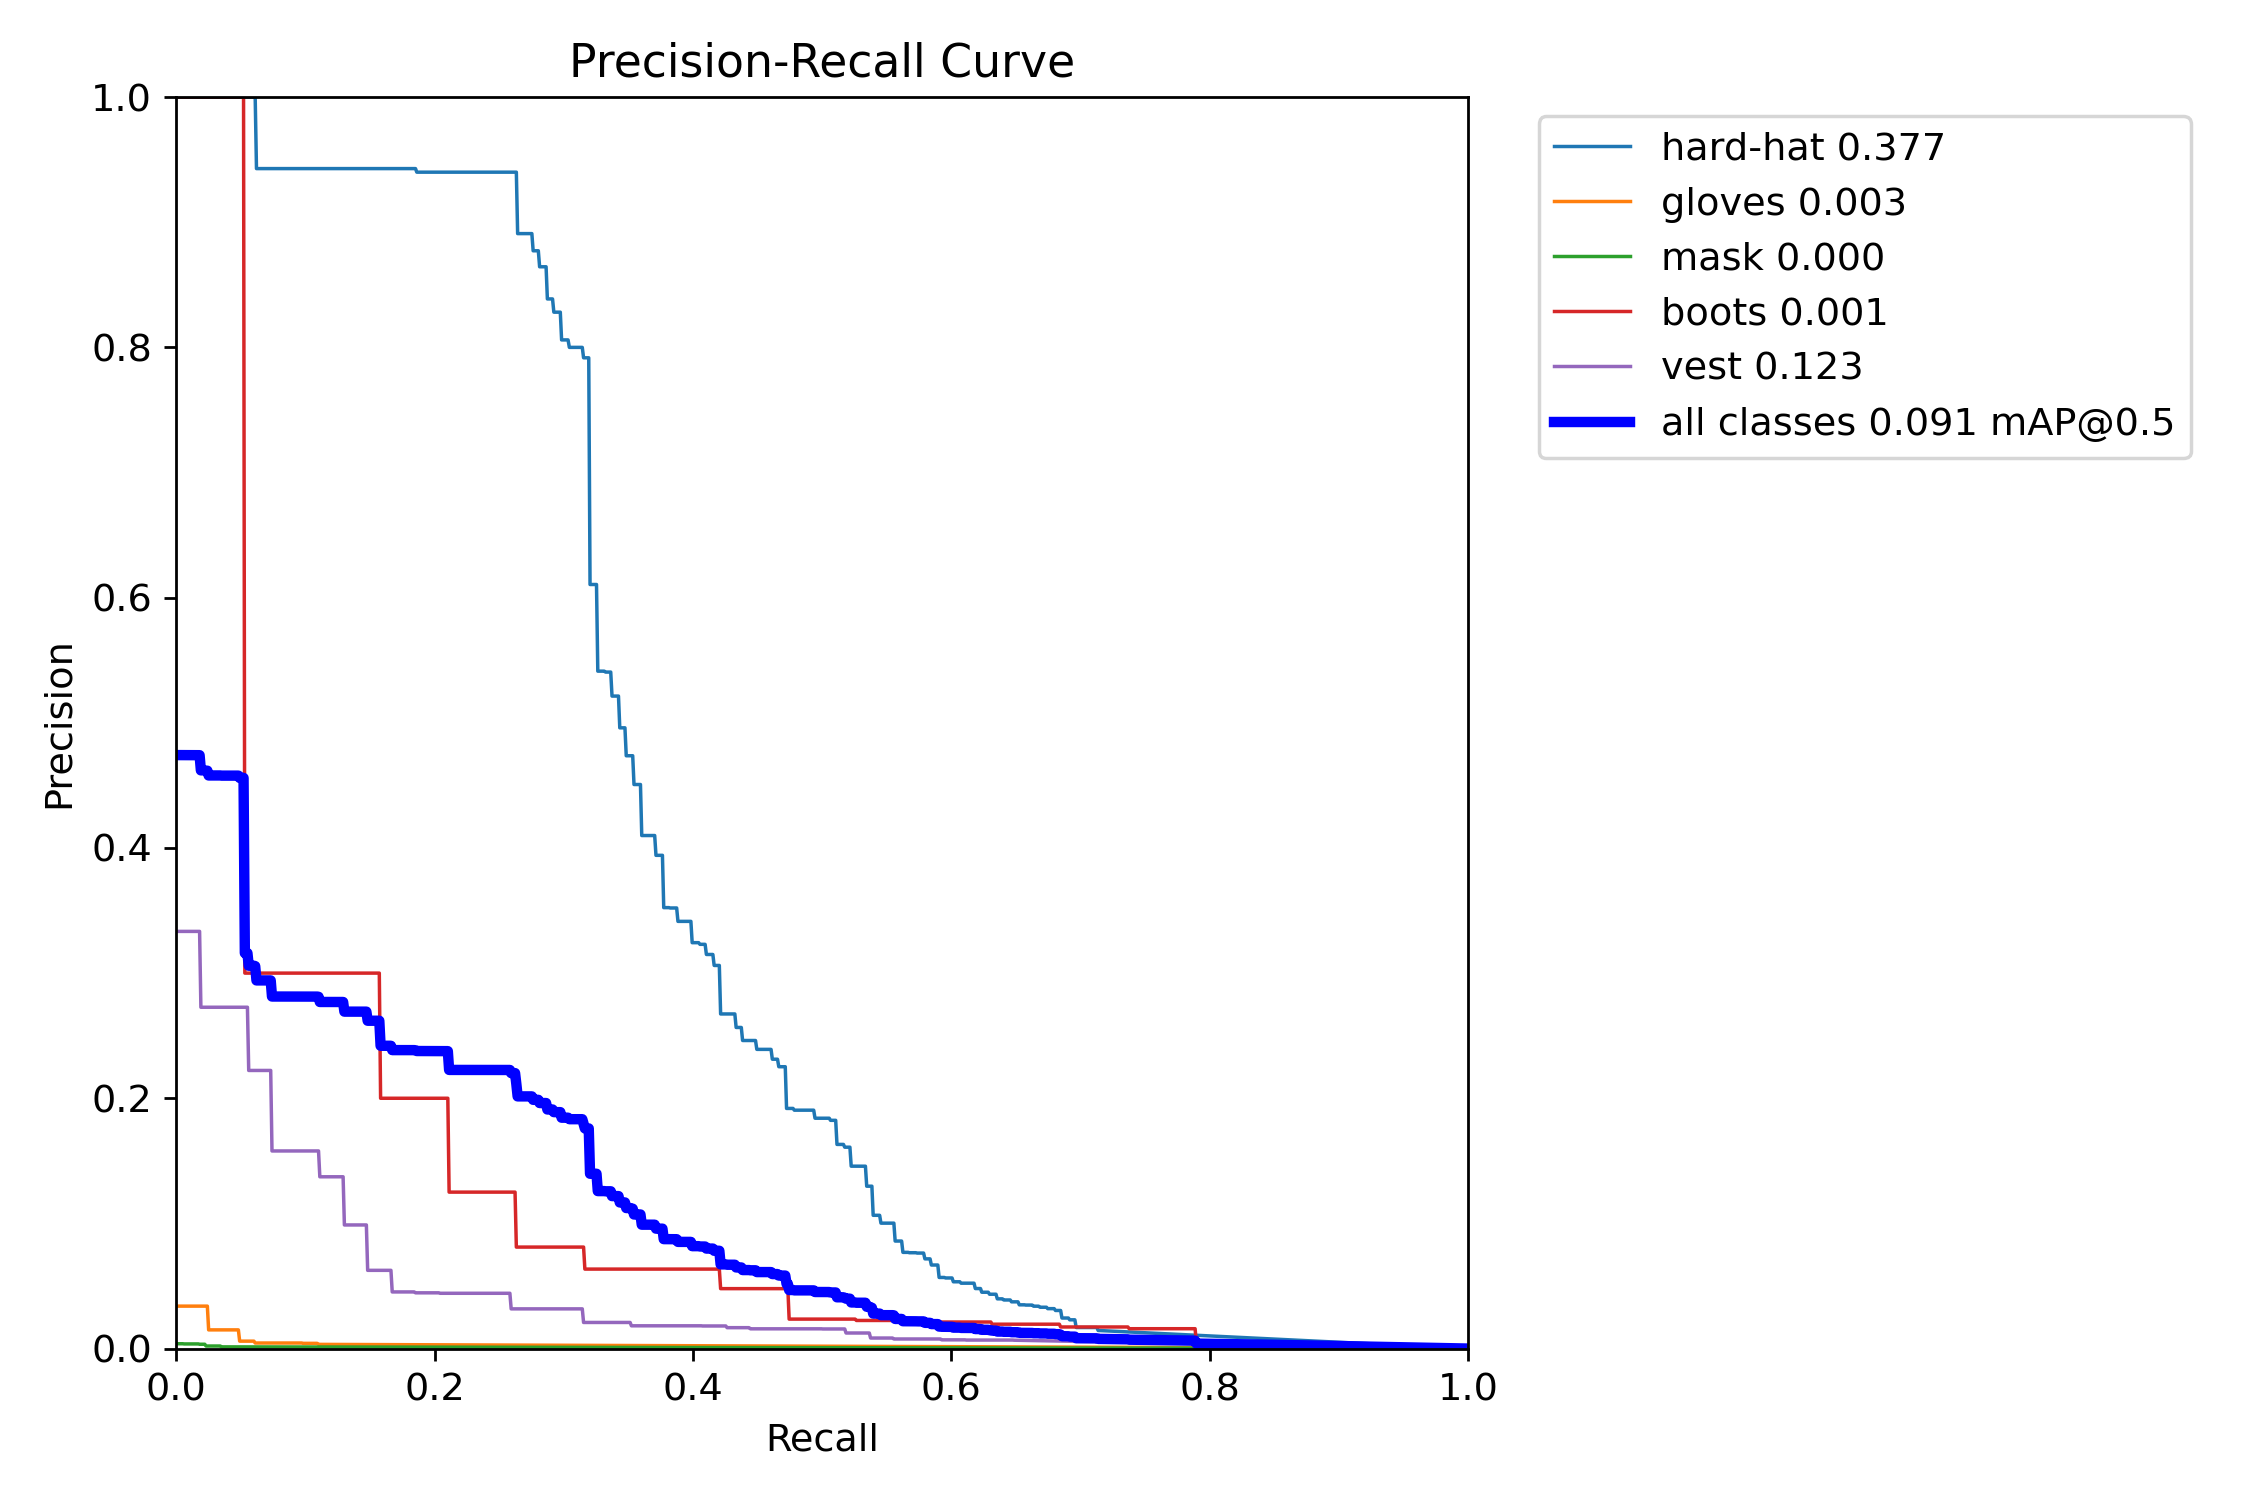 Precision-Recall Curve
1.0
0.8
0.6
0.4
0.2
0.0
Precision
0.0 0.2 0.4 0.6 0.8 1.0
Recall
hard-hat 0.377
gloves 0.003
mask 0.000
boots 0.001
vest 0.123
all classes 0.091 mAP@0.5